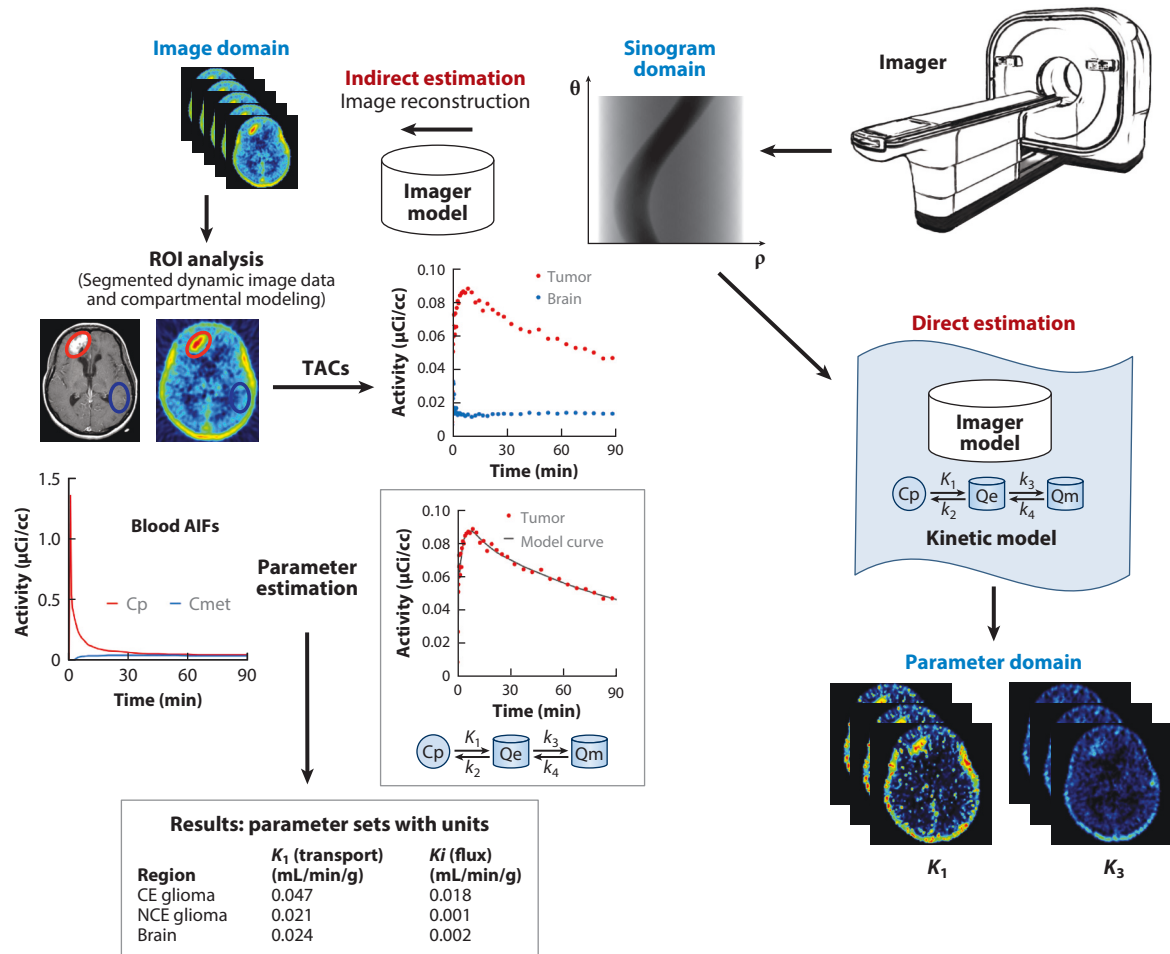 Image domain
Indirect estimation
Image reconstruction
Imager
model
Sinogram
domain
θ
ρ
Imager
ROI analysis
(Segmented dynamic image data
and compartmental modeling)
TACs
Activity (μCi/cc)
0.10
0.08
0.06
0.04
0.02
0
Tumor
Brain
0 30 60 90
Time (min)
Direct estimation
Imager
model
Cp K1 k2 Qe k3 k4 Qm
Kinetic model
Activity (μCi/cc)
1.5
1.0
0.5
0
Blood AIFs
Cp Cmet
0 30 60 90
Time (min)
Parameter
estimation
Activity (μCi/cc)
0.10
0.08
0.06
0.04
0.02
0
Tumor
Model curve
0 30 60 90
Time (min)
Cp K1 k2 Qe k3 k4 Qm
Parameter domain
K1 K3
Results: parameter sets with units
K1 (transport) Ki (flux)
Region (mL/min/g) (mL/min/g)
CE glioma 0.047 0.018
NCE glioma 0.021 0.001
Brain 0.024 0.002